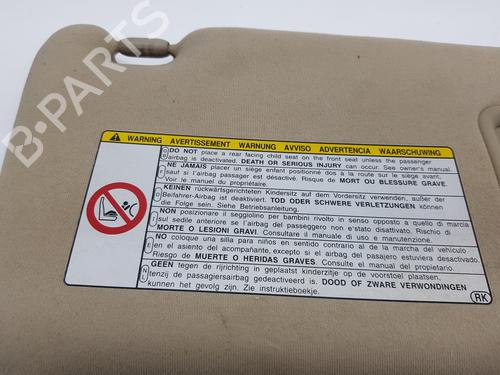 B-PARTS
WARNING AVERTISSEMENT WARNUNG AVVISO ADVERTENCIA WAARSCHUWING
GB DO NOT place a rear facing child seat on the front seat unless the passenger
airbag is deactivated. DEATH OR SERIOUS INJURY can occur. See owner's manual.
F NE JAMAIS placer un siège enfant positionné dos à la route sur le siège avant,
sauf si l'airbag passager est désactivé. Risque de MORT OU BLESSURE GRAVE.
Voir le manuel du propriétaire.
D KEINEN rückwärtsgerichteten Kindersitz auf dem Vordersitz verwenden, außer der
Beifahrer-Airbag ist deaktiviert. TOD ODER SCHWERE VERLETZUNGEN können
die Folge sein. Siehe Betriebsanleitung.
I NON posizionare il seggiolino per bambini rivolto in senso opposto a quello di marcia
sul sedile anteriore se l'airbag del passeggero non e'stato disattivato. Rischio di
MORTE O LESIONI GRAVI. Consultare il manuale di uso e manutenzione.
E NO coloque una silla para niños en sentido contrario al de la marcha del vehículo
en el asiento del acompañante, excepto si el airbag del pasajero estuviera desactivado.
Riesgo de MUERTE O HERIDAS GRAVES. Consultar el manual del propietario.
NL GEEN tegen de rijrichting in geplaatst kinderzitje op de voorstoel plaatsen,
tenzij de passagiersairbag gedeactiveerd is. DOOD OF ZWARE VERWONDINGEN
kunnen het gevolg zijn. Zie instructieboekje.
RK